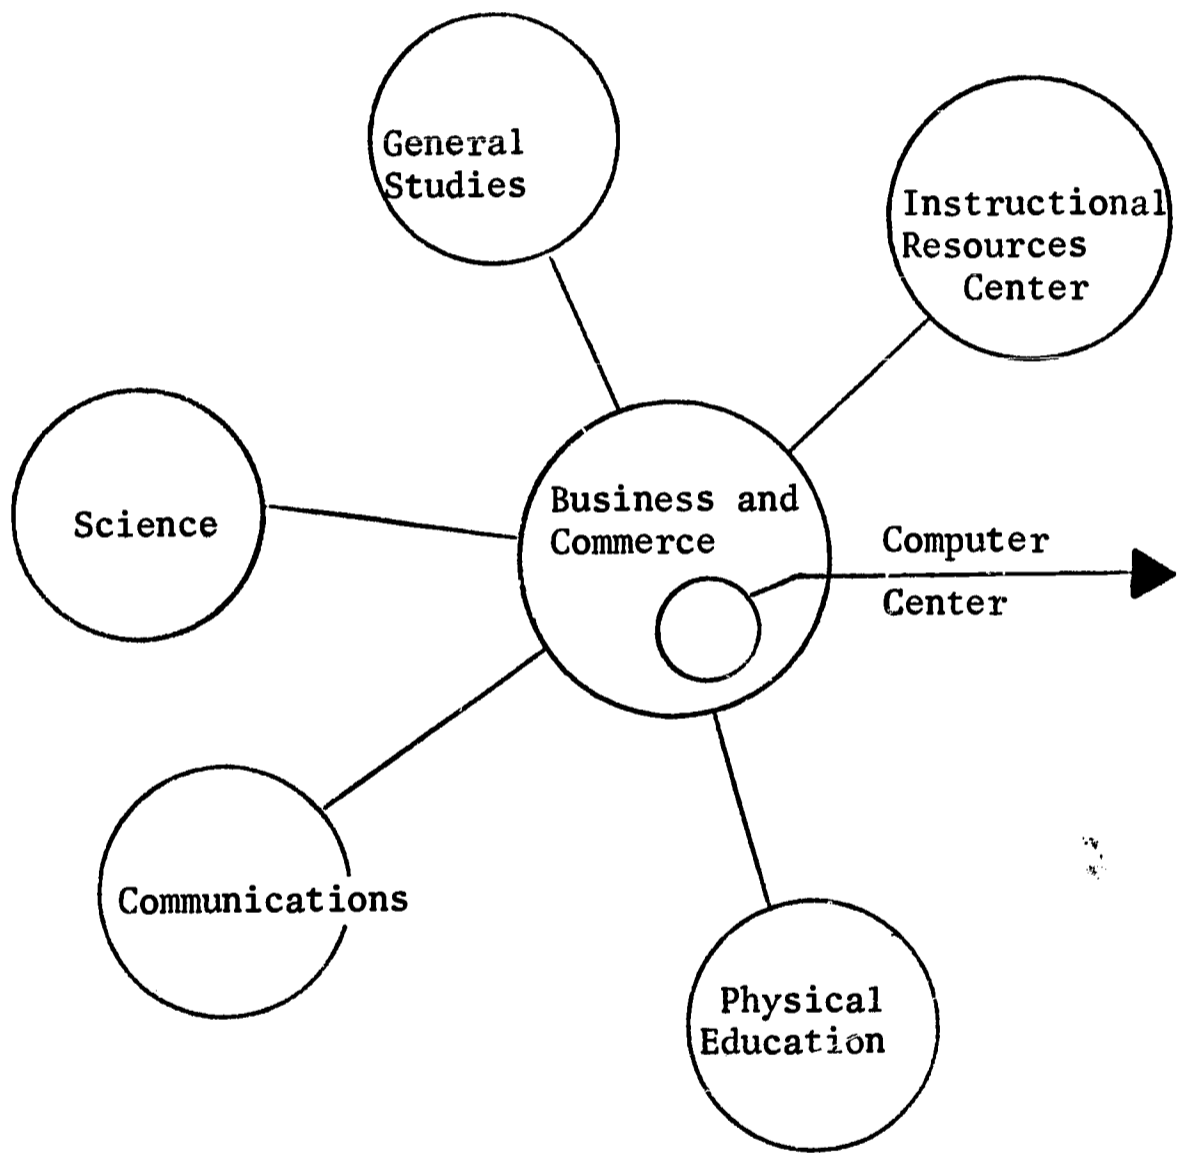 General
Studies
Instructional
Resources
Center
Science
Business and
Commerce
Computer
Center
Communications
Physical
Education